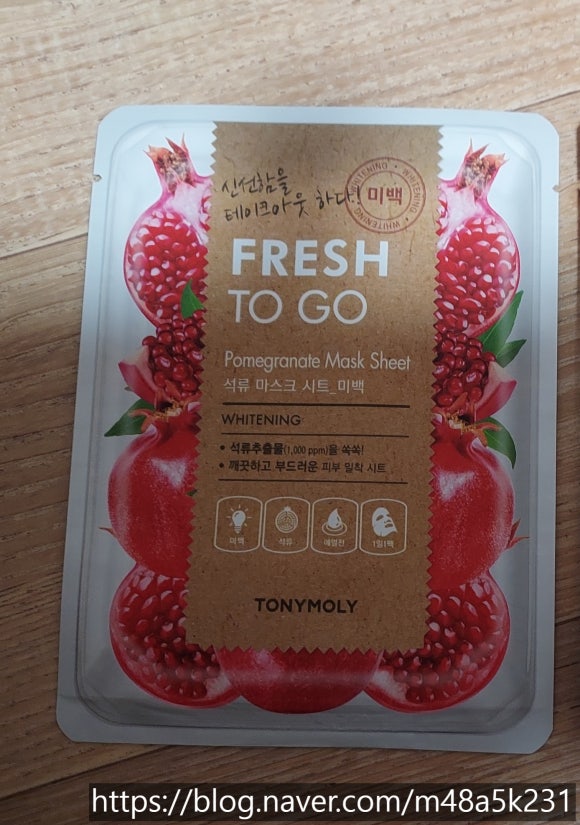 신선함을
테이크아웃 하다!
WHITENING · WHITENING · WHITENING
미백
FRESH
TO GO
Pomegranate Mask Sheet
석류 마스크 시트_미백
WHITENING
• 석류추출물(1,000 ppm)을 쏙쏙!
• 깨끗하고 부드러운 피부 밀착 시트
미백 석류 에멀전 1일1팩
TONYMOLY
https://blog.naver.com/m48a5k231